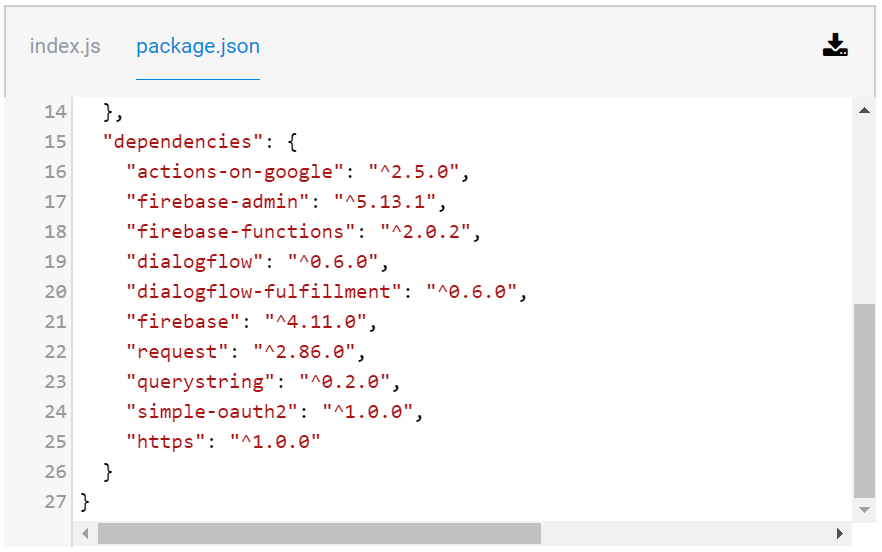 index.js package.json
14 },
15 "dependencies": {
16 "actions-on-google": "^2.5.0",
17 "firebase-admin": "^5.13.1",
18 "firebase-functions": "^2.0.2",
19 "dialogflow": "^0.6.0",
20 "dialogflow-fulfillment": "^0.6.0",
21 "firebase": "^4.11.0",
22 "request": "^2.86.0",
23 "querystring": "^0.2.0",
24 "simple-oauth2": "^1.0.0",
25 "https": "^1.0.0"
26 }
27 }